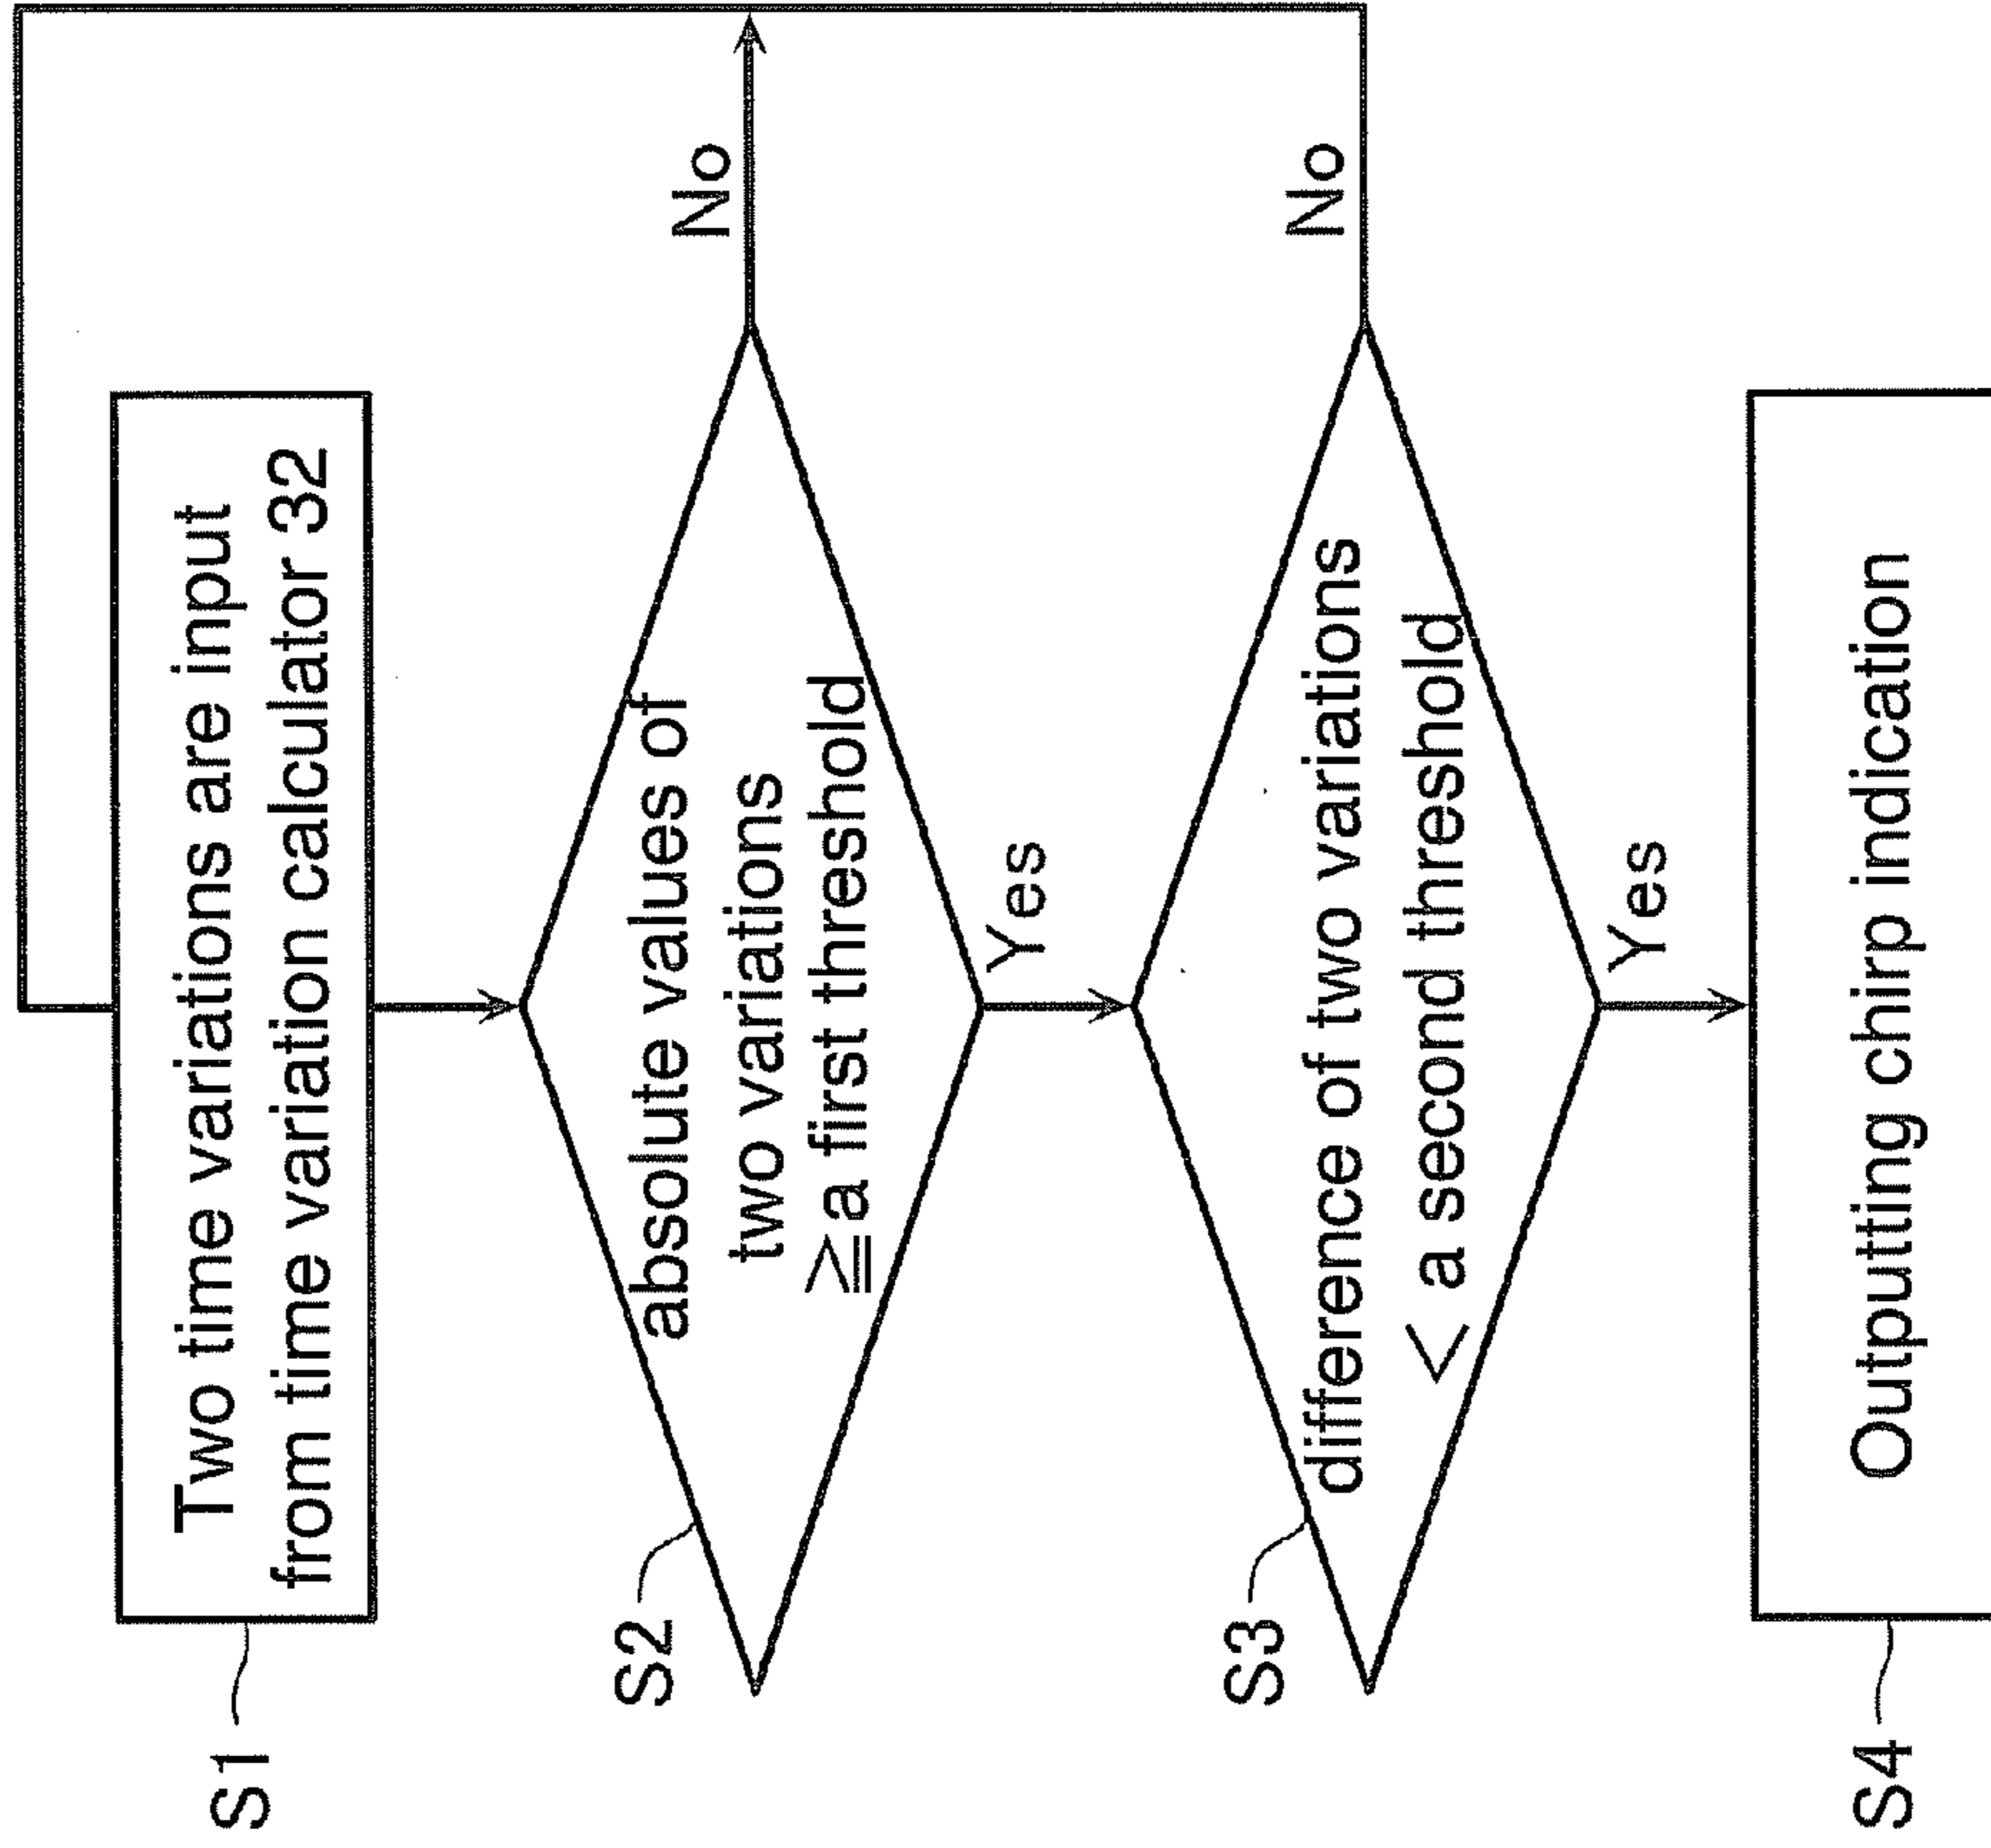 S1
Two time variations are input
from time variation calculator 32
S2
absolute values of
two variations
≧a first threshold
No
Yes
S3
difference of two variations
< a second threshold
No
Yes
S4
Outputting chirp indication